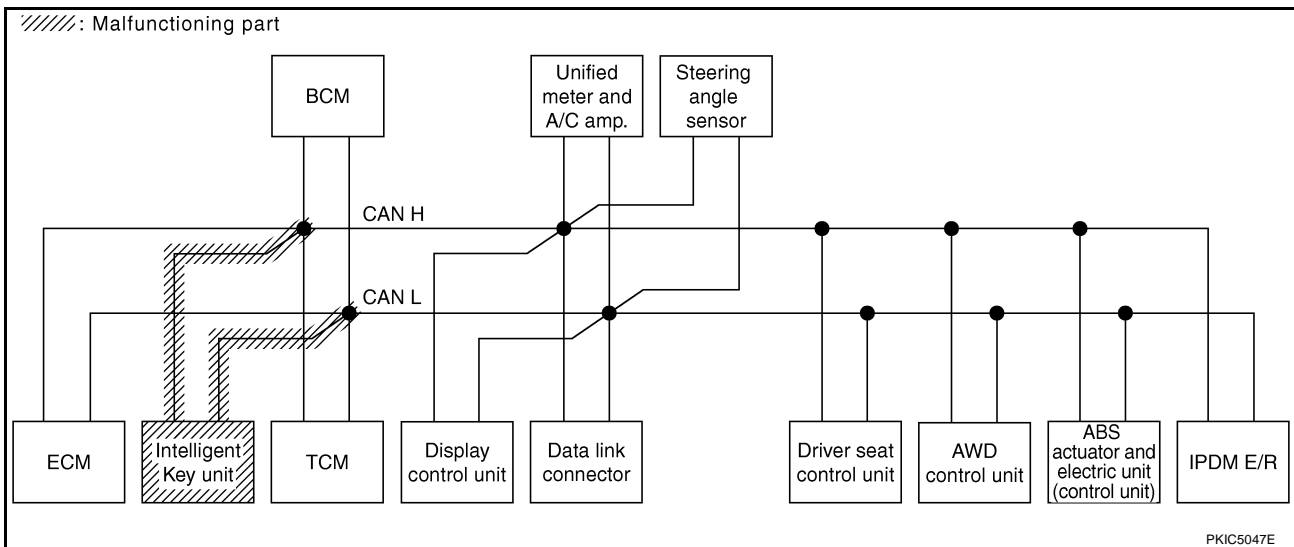 : Malfunctioning part
BCM
Unified
meter and
A/C amp.
Steering
angle
sensor
CAN H
CAN L
ECM
Intelligent
Key unit
TCM
Display
control unit
Data link
connector
Driver seat
control unit
AWD
control unit
ABS
actuator and
electric unit
(control unit)
IPDM E/R
PKIC5047E